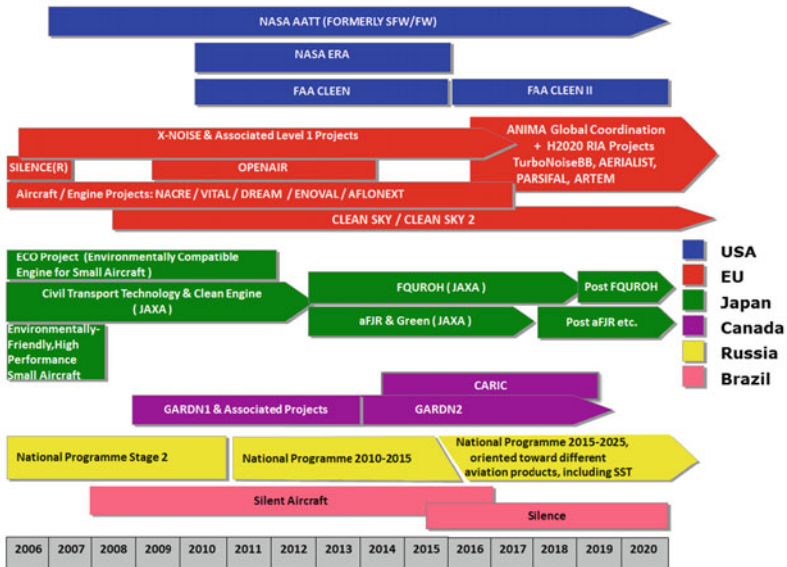 NASA AATT (FORMERLY SFW/FW)
NASA ERA
FAA CLEEN
FAA CLEEN II
X-NOISE & Associated Level 1 Projects
ANIMA Global Coordination
+ H2020 RIA Projects
TurboNoiseBB, AERIALIST,
PARSIFAL, ARTEM
SILENCE(R)
OPENAIR
Aircraft / Engine Projects: NACRE / VITAL / DREAM / ENOVAL / AFLONEXT
CLEAN SKY / CLEAN SKY 2
ECO Project (Environmentally Compatible
Engine for Small Aircraft)
Civil Transport Technology & Clean Engine
( JAXA )
FQUROH ( JAXA )
Post FQUROH
aFJR & Green ( JAXA )
Post aFJR etc.
Environmentally-
Friendly,High
Performance
Small Aircraft
CARIC
GARDN1 & Associated Projects
GARDN2
National Programme Stage 2
National Programme 2010-2015
National Programme 2015-2025,
oriented toward different
aviation products, including SST
Silent Aircraft
Silence
USA
EU
Japan
Canada
Russia
Brazil
2006 2007 2008 2009 2010 2011 2012 2013 2014 2015 2016 2017 2018 2019 2020